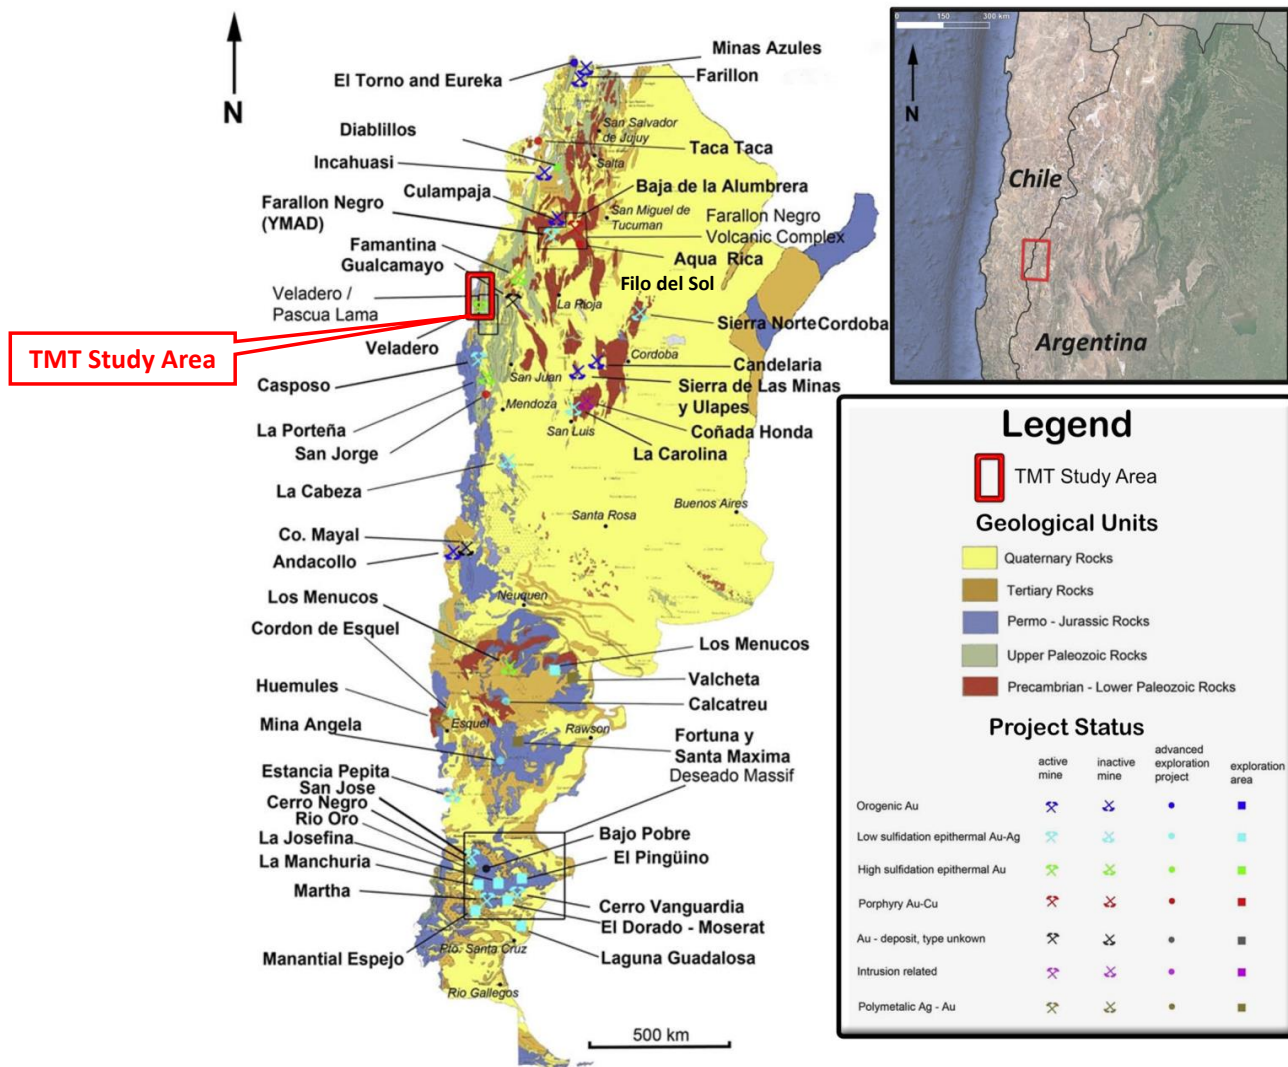 N
Minas Azules
El Torno and Eureka
Farillon
Diablillos
San Salvador
de Jujuy
Taca Taca
Incahuasi
Salta
Culampaja
Baja de la Alumbrera
Farallon Negro
(YMAD)
San Miguel de
Tucuman
Farallon Negro
Volcanic Complex
Famantina
Aqua Rica
Gualcamayo
Filo del Sol
Veladero /
Pascua Lama
La Rioja
Sierra Norte Cordoba
TMT Study Area
Veladero
Cordoba
Candelaria
Casposo
San Juan
Sierra de Las Minas
y Ulapes
Mendoza
La Porteña
San Luis
Coñada Honda
San Jorge
La Carolina
La Cabeza
Buenos Aires
Santa Rosa
Co. Mayal
Andacollo
Los Menucos
Neuquen
Cordon de Esquel
Los Menucos
Valcheta
Huemules
Calcatreu
Mina Angela
Esquel
Rawson
Fortuna y
Santa Maxima
Deseado Massif
Estancia Pepita
San Jose
Cerro Negro
Rio Oro
La Josefina
Bajo Pobre
La Manchuria
El Pingüino
Martha
Cerro Vanguardia
El Dorado - Moserat
Manantial Espejo
Pto. Santa Cruz
Laguna Guadalosa
Rio Gallegos
500 km
0 150 300 km
N
Chile
Argentina
Legend
TMT Study Area
Geological Units
Quaternary Rocks
Tertiary Rocks
Permo - Jurassic Rocks
Upper Paleozoic Rocks
Precambrian - Lower Paleozoic Rocks
Project Status
active
mine
inactive
mine
advanced
exploration
project
exploration
area
Orogenic Au
Low sulfidation epithermal Au-Ag
High sulfidation epithermal Au
Porphyry Au-Cu
Au - deposit, type unkown
Intrusion related
Polymetalic Ag - Au